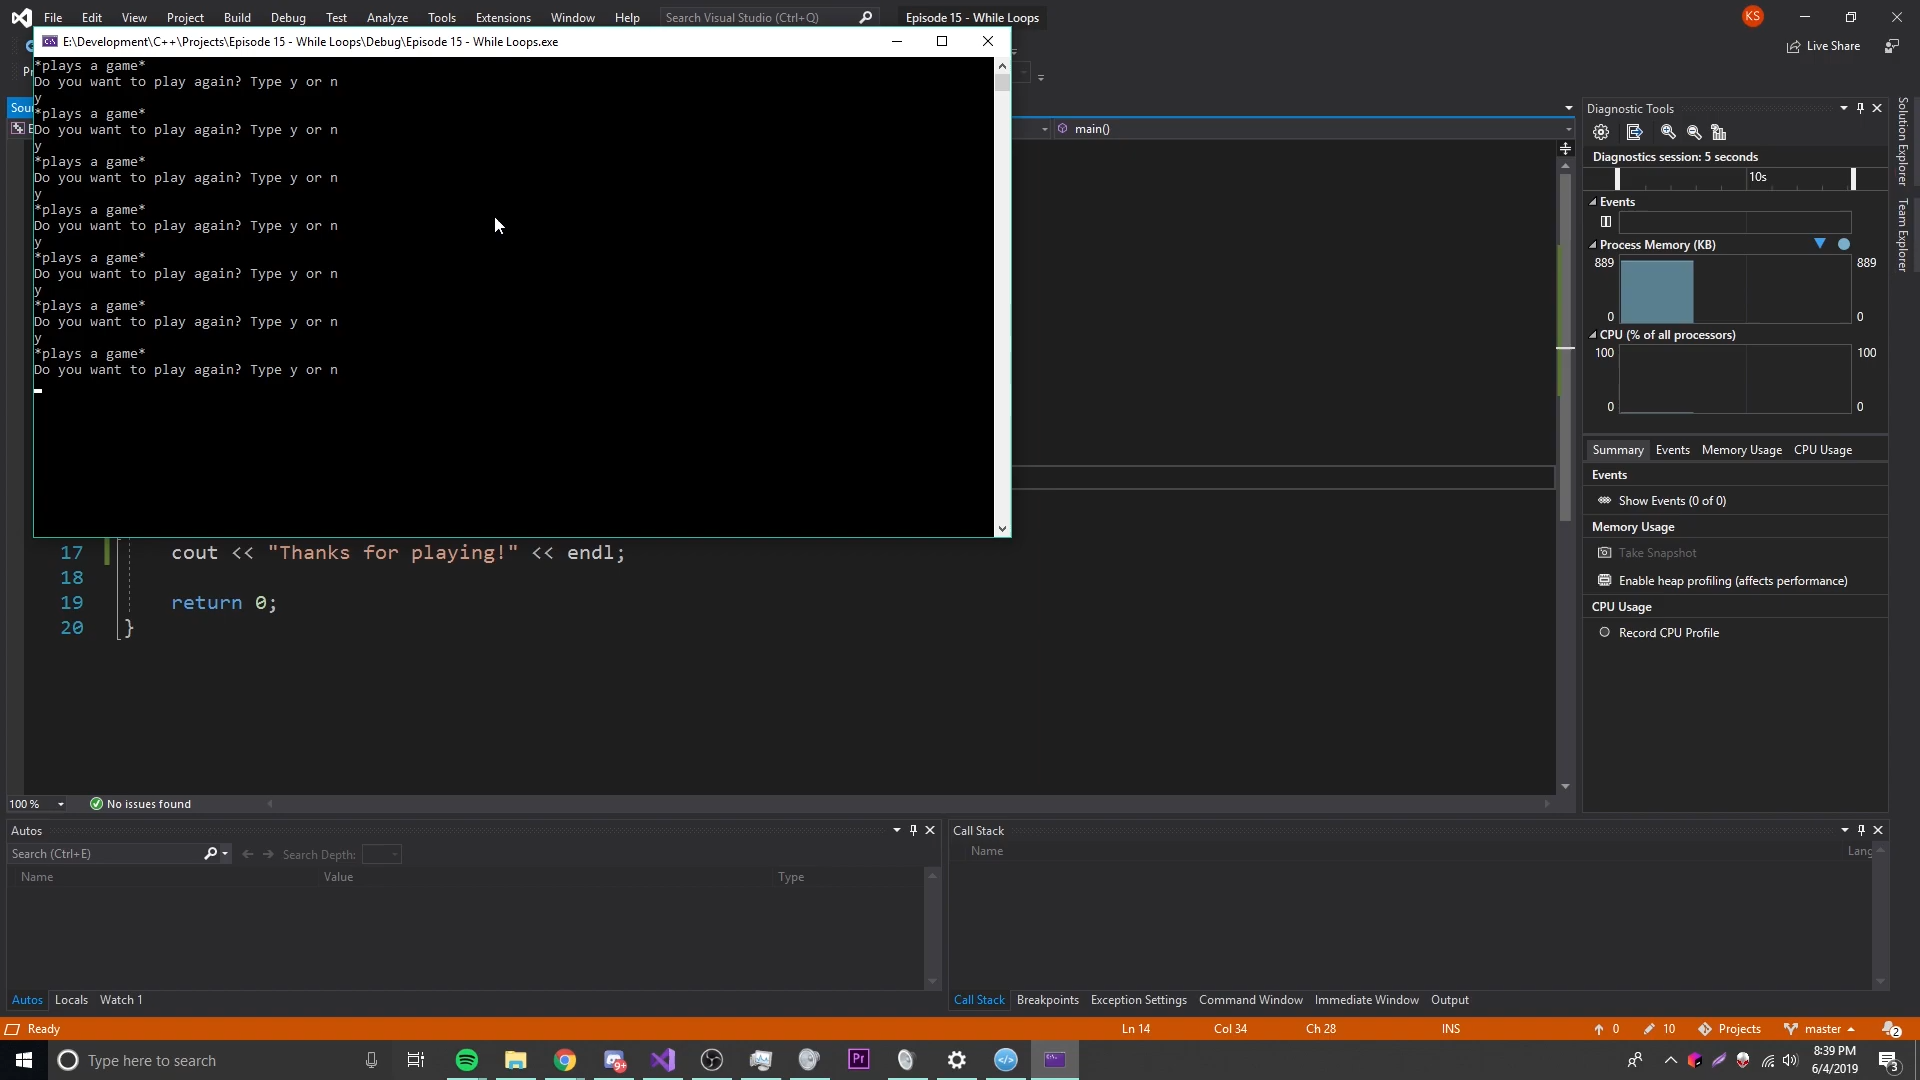 File Edit View Project Build Debug Test Analyze Tools Extensions Window Help Search Visual Studio (Ctrl+Q) Episode 15 - While Loops KS
E:\Development\C++\Projects\Episode 15 - While Loops\Debug\Episode 15 - While Loops.exe
Live Share
*plays a game*
Do you want to play again? Type y or n
y
*plays a game*
Do you want to play again? Type y or n
y
*plays a game*
Do you want to play again? Type y or n
y
*plays a game*
Do you want to play again? Type y or n
y
*plays a game*
Do you want to play again? Type y or n
y
*plays a game*
Do you want to play again? Type y or n
y
*plays a game*
Do you want to play again? Type y or n
main()
17 cout << "Thanks for playing!" << endl;
18
19 return 0;
20 }
100 % No issues found
Diagnostic Tools
Diagnostics session: 5 seconds
10s
Events
Process Memory (KB)
889 889
0 0
CPU (% of all processors)
100 100
0 0
Summary Events Memory Usage CPU Usage
Events
Show Events (0 of 0)
Memory Usage
Take Snapshot
Enable heap profiling (affects performance)
CPU Usage
Record CPU Profile
Solution Explorer
Team Explorer
Autos
Search (Ctrl+E) Search Depth:
Name Value Type
Autos Locals Watch 1
Call Stack
Name Lang
Call Stack Breakpoints Exception Settings Command Window Immediate Window Output
Ready Ln 14 Col 34 Ch 28 INS 0 10 Projects master 2
Type here to search
9+
Pr
8:39 PM
6/4/2019
3